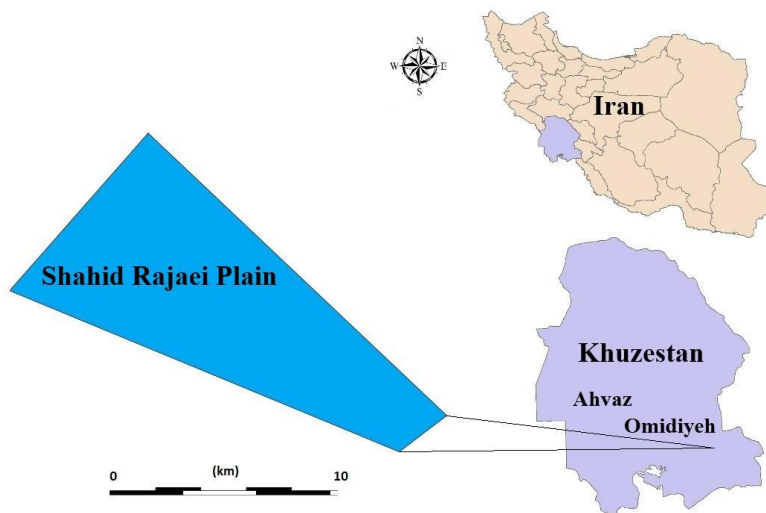 N
W E
S
Iran
Shahid Rajaei Plain
Khuzestan
Ahvaz
Omidiyeh
0 (km) 10